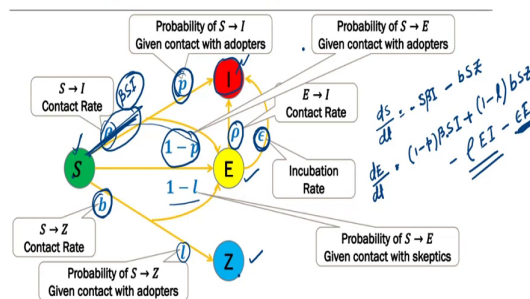 Probability of S → I
Given contact with adopters
Probability of S → E
Given contact with adopters
S → I
Contact Rate
βSI
p
I
E → I
Contact Rate
ρ
ϵ
1 − p
S
E
1 − l
Incubation
Rate
b
S → Z
Contact Rate
l
Z
Probability of S → Z
Given contact with adopters
Probability of S → E
Given contact with skeptics
dS/dt = - SβI - bSZ
dE/dt = (1-p)βSI + (1-l) bSZ
- ρEI - ϵE